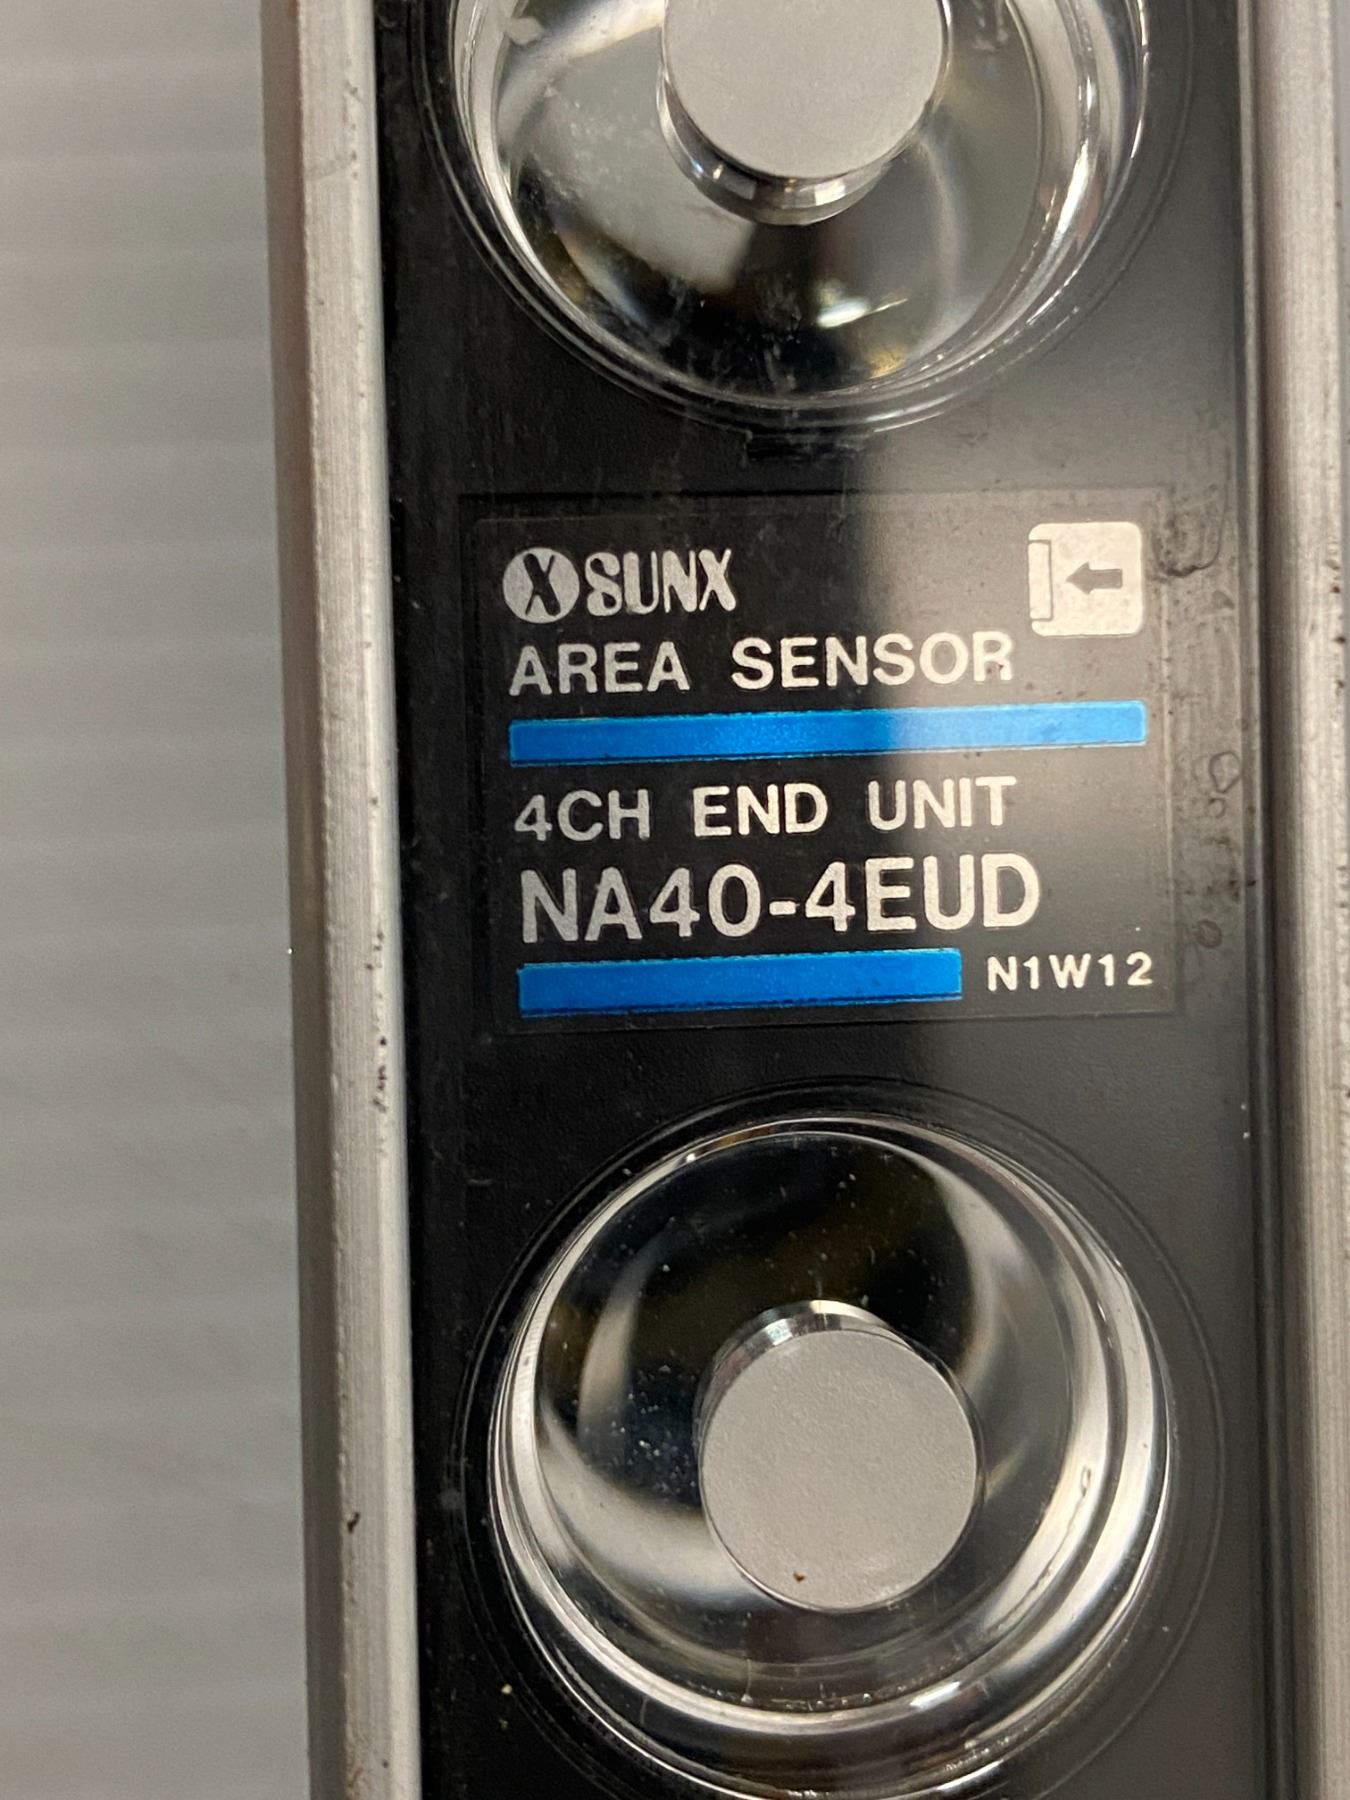 SUNX
AREA SENSOR
4CH END UNIT
NA40-4EUD
N1W12